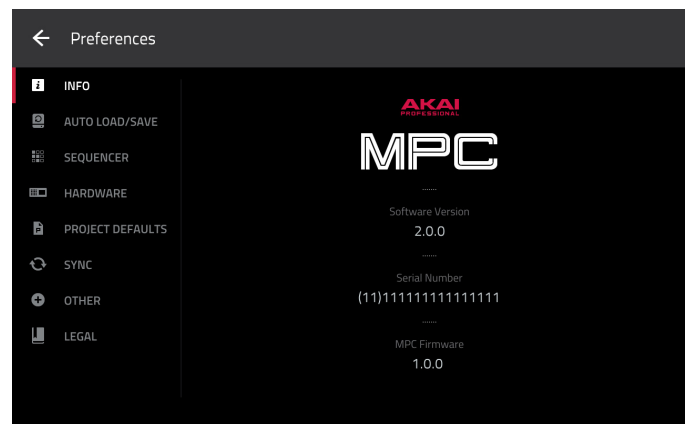 Preferences
INFO
AUTO LOAD/SAVE
SEQUENCER
HARDWARE
PROJECT DEFAULTS
SYNC
OTHER
LEGAL
AKAI
PROFESSIONAL
MPC
Software Version
2.0.0
Serial Number
(11)111111111111111
MPC Firmware
1.0.0